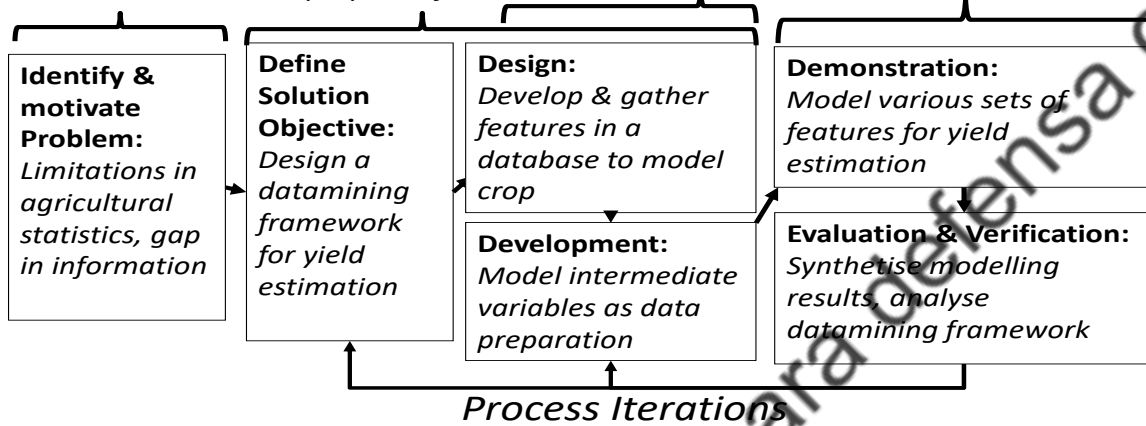 Identify &
motivate
Problem:
Limitations in
agricultural
statistics, gap
in information
Define
Solution
Objective:
Design a
datamining
framework
for yield
estimation
Design:
Develop & gather
features in a
database to model
crop
Development:
Model intermediate
variables as data
preparation
Demonstration:
Model various sets of
features for yield
estimation
Evaluation & Verification:
Synthetise modelling
results, analyse
datamining framework
Process Iterations
ara defensa